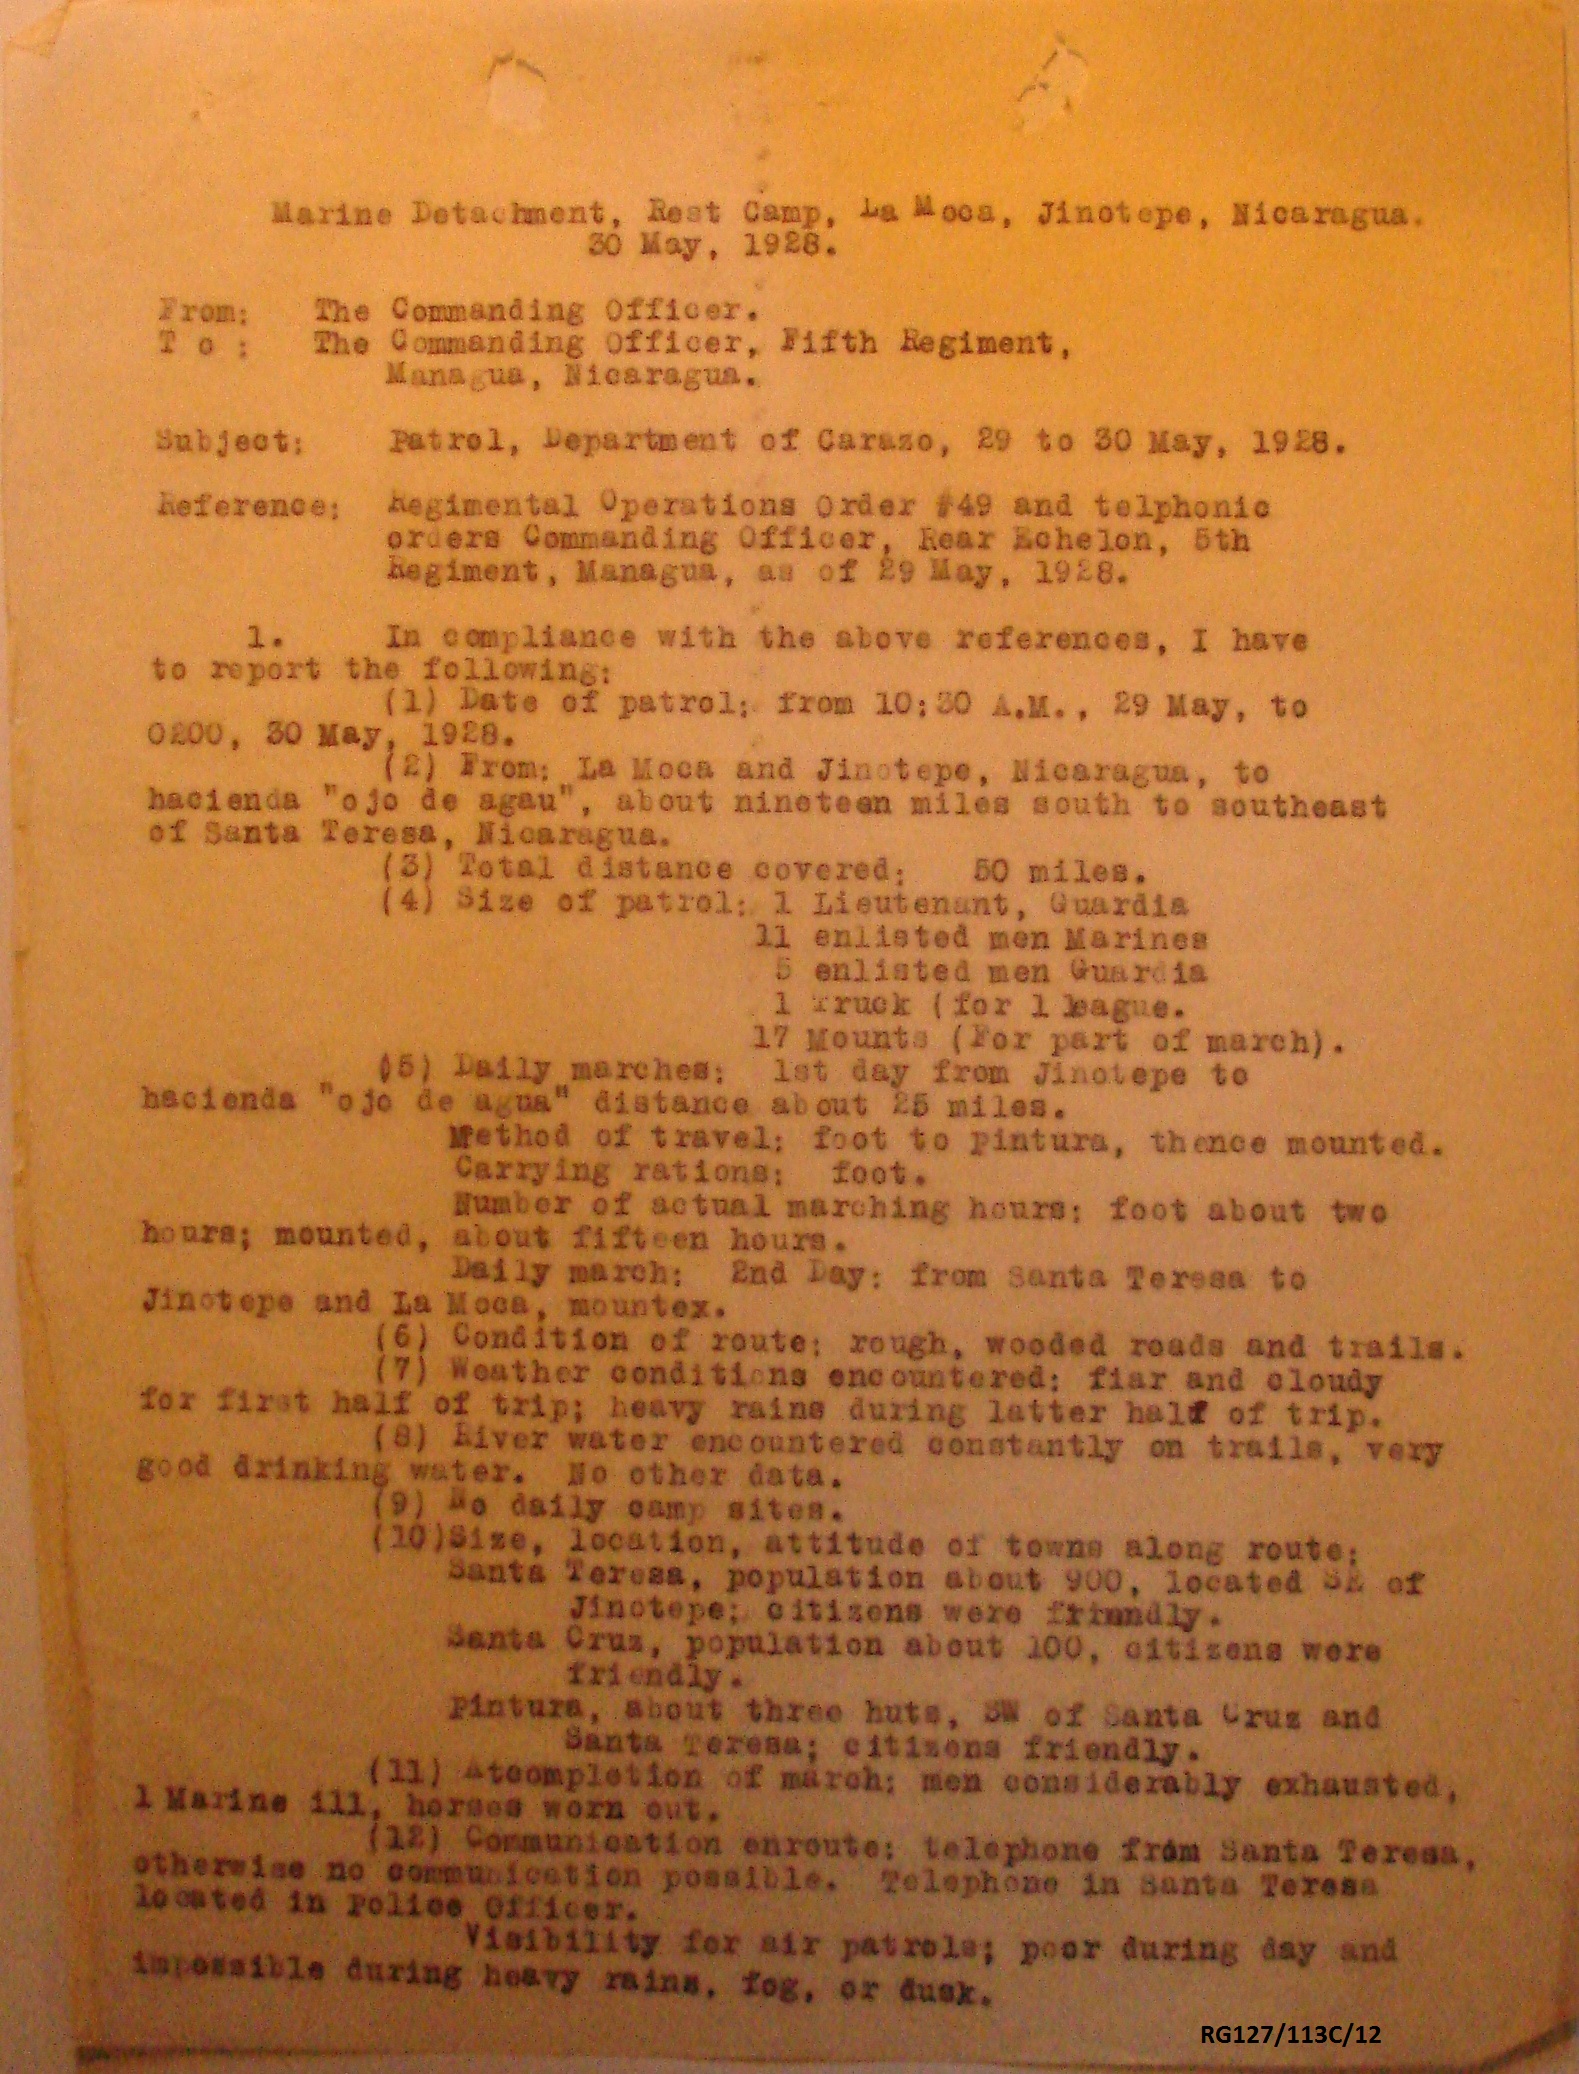 Marine Detachment, Rest Camp, La Moca, Jinotepe, Nicaragua.
30 May, 1928.
From: The Commanding Officer.
T o : The Commanding Officer, Fifth Regiment,
Managua, Nicaragua.
Subject: Patrol, Department of Carazo, 29 to 30 May, 1928.
Reference: Regimental Operations Order #49 and telphonic
orders Commanding Officer, Rear Echelon, 5th
Regiment, Managua, as of 29 May, 1928.
1. In compliance with the above references, I have
to report the following:
(1) Date of patrol: from 10:30 A.M., 29 May, to
0200, 30 May, 1928.
(2) From: La Moca and Jinotepe, Nicaragua, to
hacienda "ojo de agau", about nineteen miles south to southeast
of Santa Teresa, Nicaragua.
(3) Total distance covered: 50 miles.
(4) Size of patrol: 1 Lieutenant, Guardia
11 enlisted men Marines
5 enlisted men Guardia
1 Truck (for 1 league.
17 Mounts (For part of march).
(5) Daily marches: 1st day from Jinotepe to
hacienda "ojo de agua" distance about 25 miles.
Method of travel: foot to Pintura, thence mounted.
Carrying rations: foot.
Number of actual marching hours: foot about two
hours; mounted, about fifteen hours.
Daily march: 2nd Day: from Santa Teresa to
Jinotepe and La Moca, mountex.
(6) Condition of route: rough, wooded roads and trails.
(7) Weather conditions encountered: fiar and cloudy
for first half of trip; heavy rains during latter half of trip.
(8) River water encountered constantly on trails, very
good drinking water. No other data.
(9) No daily camp sites.
(10)Size, location, attitude of towns along route:
Santa Teresa, population about 900, located SE of
Jinotepe; citizens were friendly.
Santa Cruz, population about 100, citizens were
friendly.
Pintura, about three huts, SW of Santa Cruz and
Santa Teresa; citizens friendly.
(11) Atcompletion of march: men considerably exhausted,
1 Marine ill, horses worn out.
(12) Communication enroute: telephone from Santa Teresa,
otherwise no communication possible. Telephone in Santa Teresa
located in Police Officer.
Visibility for air patrols; poor during day and
impossible during heavy rains, fog, or dusk.
RG127/113C/12